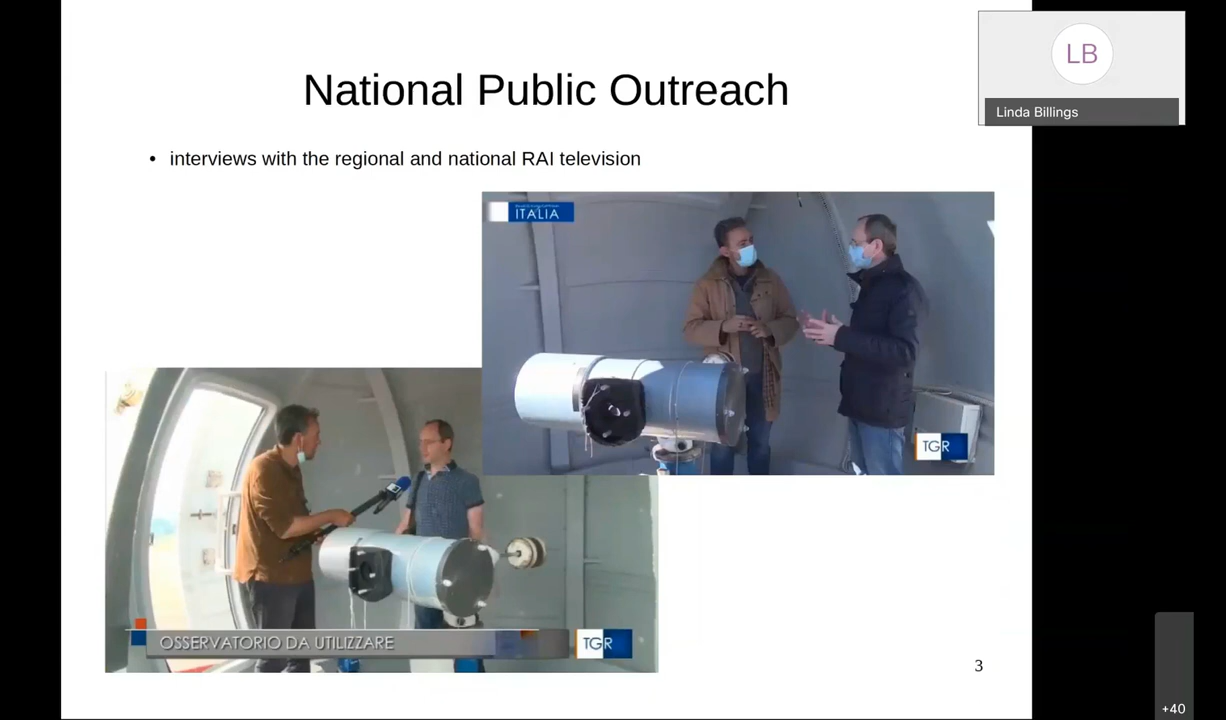 National Public Outreach
• interviews with the regional and national RAI television
LB
Linda Billings
ITALIA
TGR
OSSERVATORIO DA UTILIZZARE
TGR
3
+40